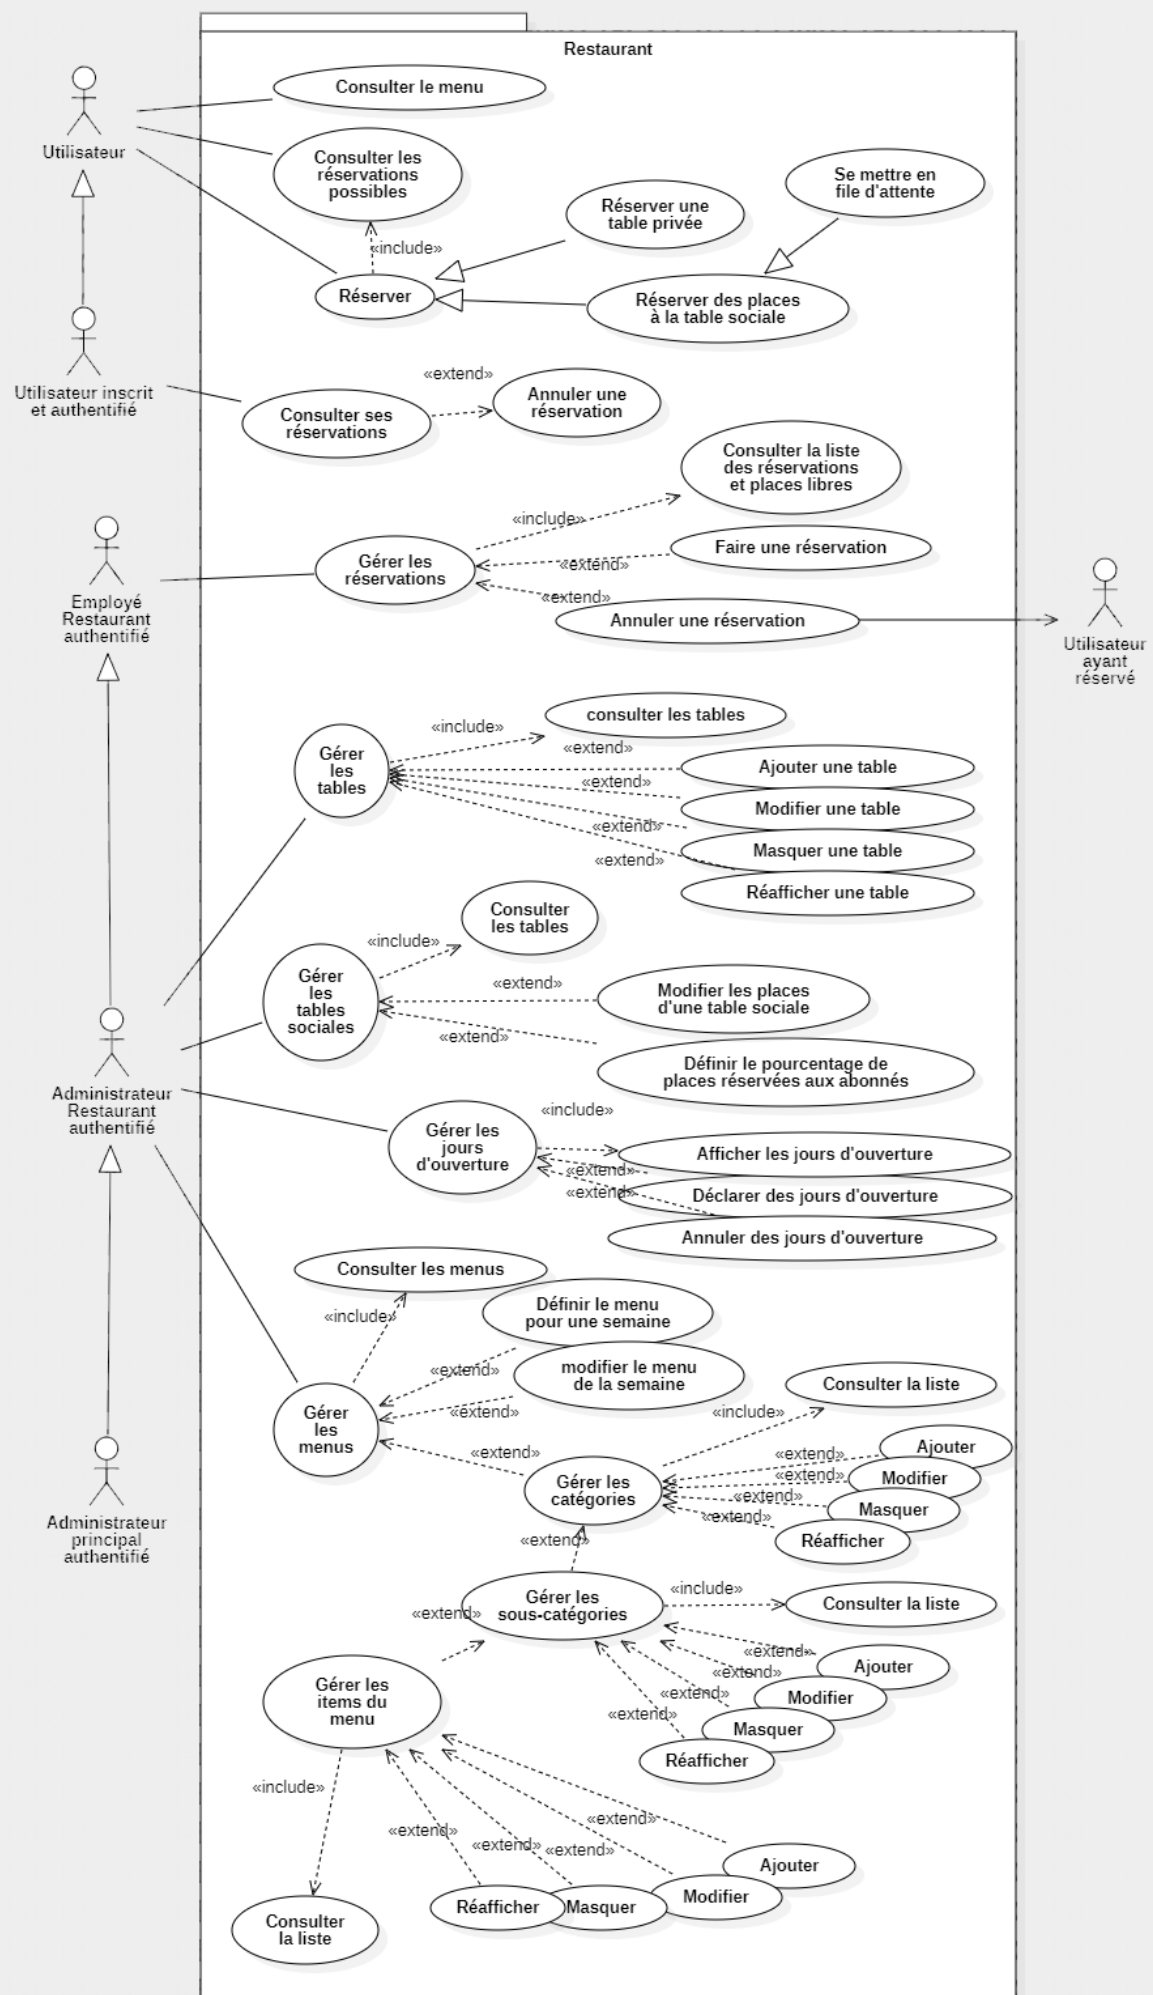 Restaurant
Consulter le menu
Utilisateur
Consulter les
réservations
possibles
Se mettre en
file d'attente
Réserver une
table privée
«include»
Réserver
Réserver des places
à la table sociale
Utilisateur inscrit
et authentifié
«extend»
Consulter ses
réservations
Annuler une
réservation
Consulter la liste
des réservations
et places libres
«include»
Employé
Restaurant
authentifié
Gérer les
réservations
Faire une réservation
«extend»
«extend»
Annuler une réservation
Utilisateur
ayant
réservé
Gérer
les
tables
«include»
consulter les tables
«extend»
Ajouter une table
«extend»
Modifier une table
«extend»
Masquer une table
«extend»
Réafficher une table
Consulter
les tables
«include»
Gérer
les
tables
sociales
«extend»
Modifier les places
d'une table sociale
«extend»
Définir le pourcentage de
places réservées aux abonnés
Administrateur
Restaurant
authentifié
Gérer les
jours
d'ouverture
«include»
Afficher les jours d'ouverture
«extend»
Déclarer des jours d'ouverture
«extend»
Annuler des jours d'ouverture
Consulter les menus
«include»
Définir le menu
pour une semaine
«extend»
modifier le menu
de la semaine
«extend»
Gérer
les
menus
«extend»
Consulter la liste
«include»
Gérer les
catégories
«extend»
Ajouter
«extend»
Modifier
«extend»
Masquer
«extend»
Réafficher
Administrateur
principal
authentifié
«extend»
Gérer les
sous-catégories
«include»
Consulter la liste
«extend»
«extend»
Ajouter
«extend»
Modifier
«extend»
Masquer
«extend»
Réafficher
Gérer les
items du
menu
«include»
«extend»
«extend»
«extend»
«extend»
Ajouter
Modifier
Masquer
Réafficher
Consulter
la liste